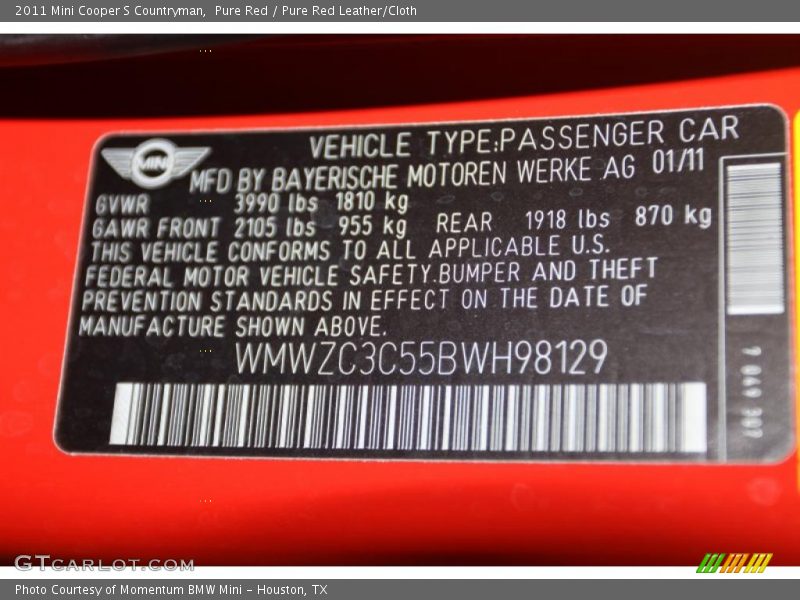 2011 Mini Cooper S Countryman,  Pure Red / Pure Red Leather/Cloth
MINI
VEHICLE TYPE:PASSENGER CAR
MFD BY BAYERISCHE MOTOREN WERKE AG 01/11
GVWR 3990 lbs 1810 kg
GAWR FRONT 2105 lbs 955 kg REAR 1918 lbs 870 kg
THIS VEHICLE CONFORMS TO ALL APPLICABLE U.S.
FEDERAL MOTOR VEHICLE SAFETY.BUMPER AND THEFT
PREVENTION STANDARDS IN EFFECT ON THE DATE OF
MANUFACTURE SHOWN ABOVE.
WMWZC3C55BWH98129
GTCARLOT.COM
Photo Courtesy of Momentum BMW Mini - Houston, TX